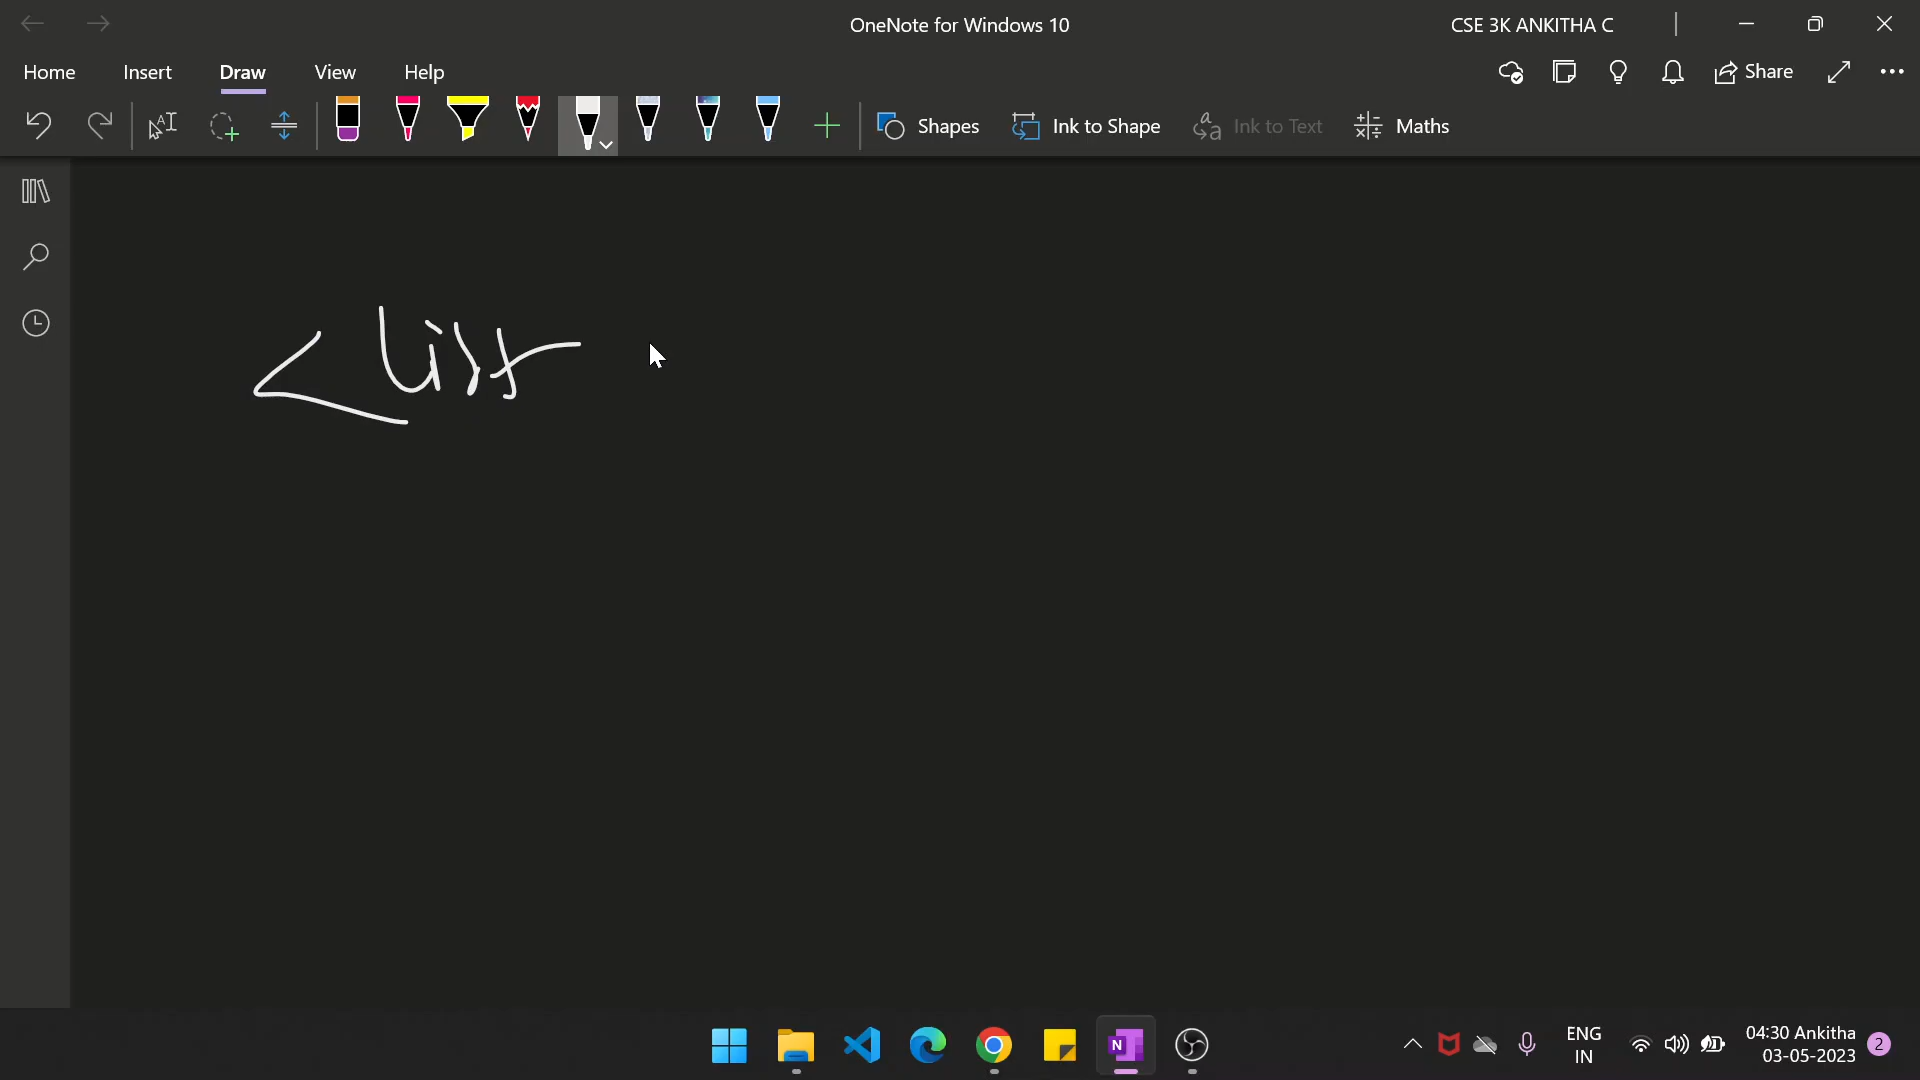 OneNote for Windows 10
CSE 3K ANKITHA C
Home Insert Draw View Help
Share
Shapes Ink to Shape Ink to Text Maths
< list
ENG
IN
04:30 Ankitha
03-05-2023
2